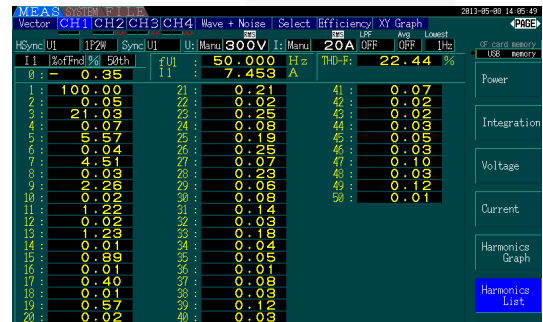 MEAS SYSTEM FILE 2013-05-08 14:05:49
Vector CH1 CH2 CH3 CH4 Wave + Noise Select Efficiency XY Graph PAGE
RMS RMS LPF Avg Lowest
HSync U1 1P2W Sync U1 U: Manu 300V I: Manu 20A OFF OFF 1Hz
CF card memory
USB memory
I1 %ofFnd % 50th fU1 : 50.000 Hz THD-F: 22.44 %
0 : - 0.35 I1 : 7.453 A
1 : 100.00 21 : 0.21 41 : 0.07
2 : 0.05 22 : 0.02 42 : 0.02
3 : 21.03 23 : 0.25 43 : 0.02
4 : 0.07 24 : 0.08 44 : 0.03
5 : 5.57 25 : 0.19 45 : 0.05
6 : 0.04 26 : 0.25 46 : 0.03
7 : 4.51 27 : 0.07 47 : 0.10
8 : 0.03 28 : 0.23 48 : 0.03
9 : 2.26 29 : 0.06 49 : 0.12
10 : 0.02 30 : 0.08 50 : 0.01
11 : 1.22 31 : 0.14
12 : 0.07 32 : 0.03
13 : 1.23 33 : 0.18
14 : 0.01 34 : 0.04
15 : 0.89 35 : 0.05
16 : 0.01 36 : 0.01
17 : 0.40 37 : 0.08
18 : 0.01 38 : 0.03
19 : 0.57 39 : 0.12
20 : 0.02 40 : 0.03
Power
Integration
Voltage
Current
Harmonics
Graph
Harmonics
List